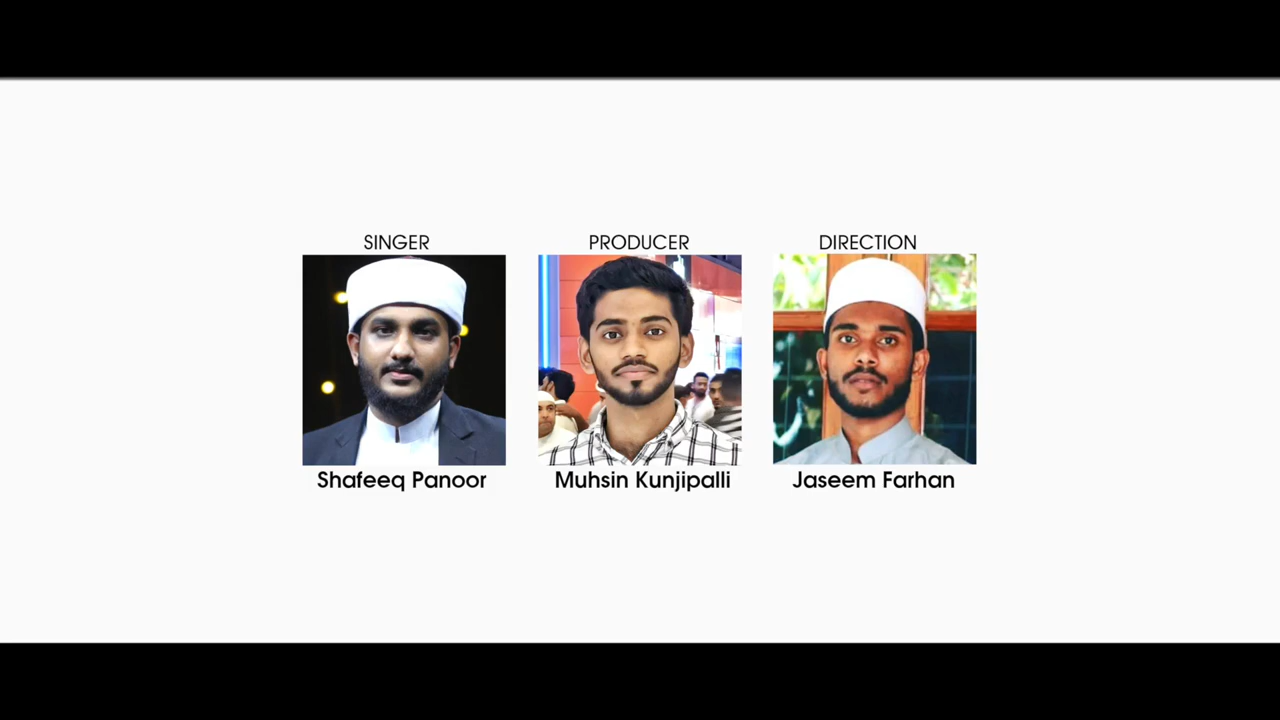 SINGER
PRODUCER
DIRECTION
Shafeeq Panoor
Muhsin Kunjipalli
Jaseem Farhan